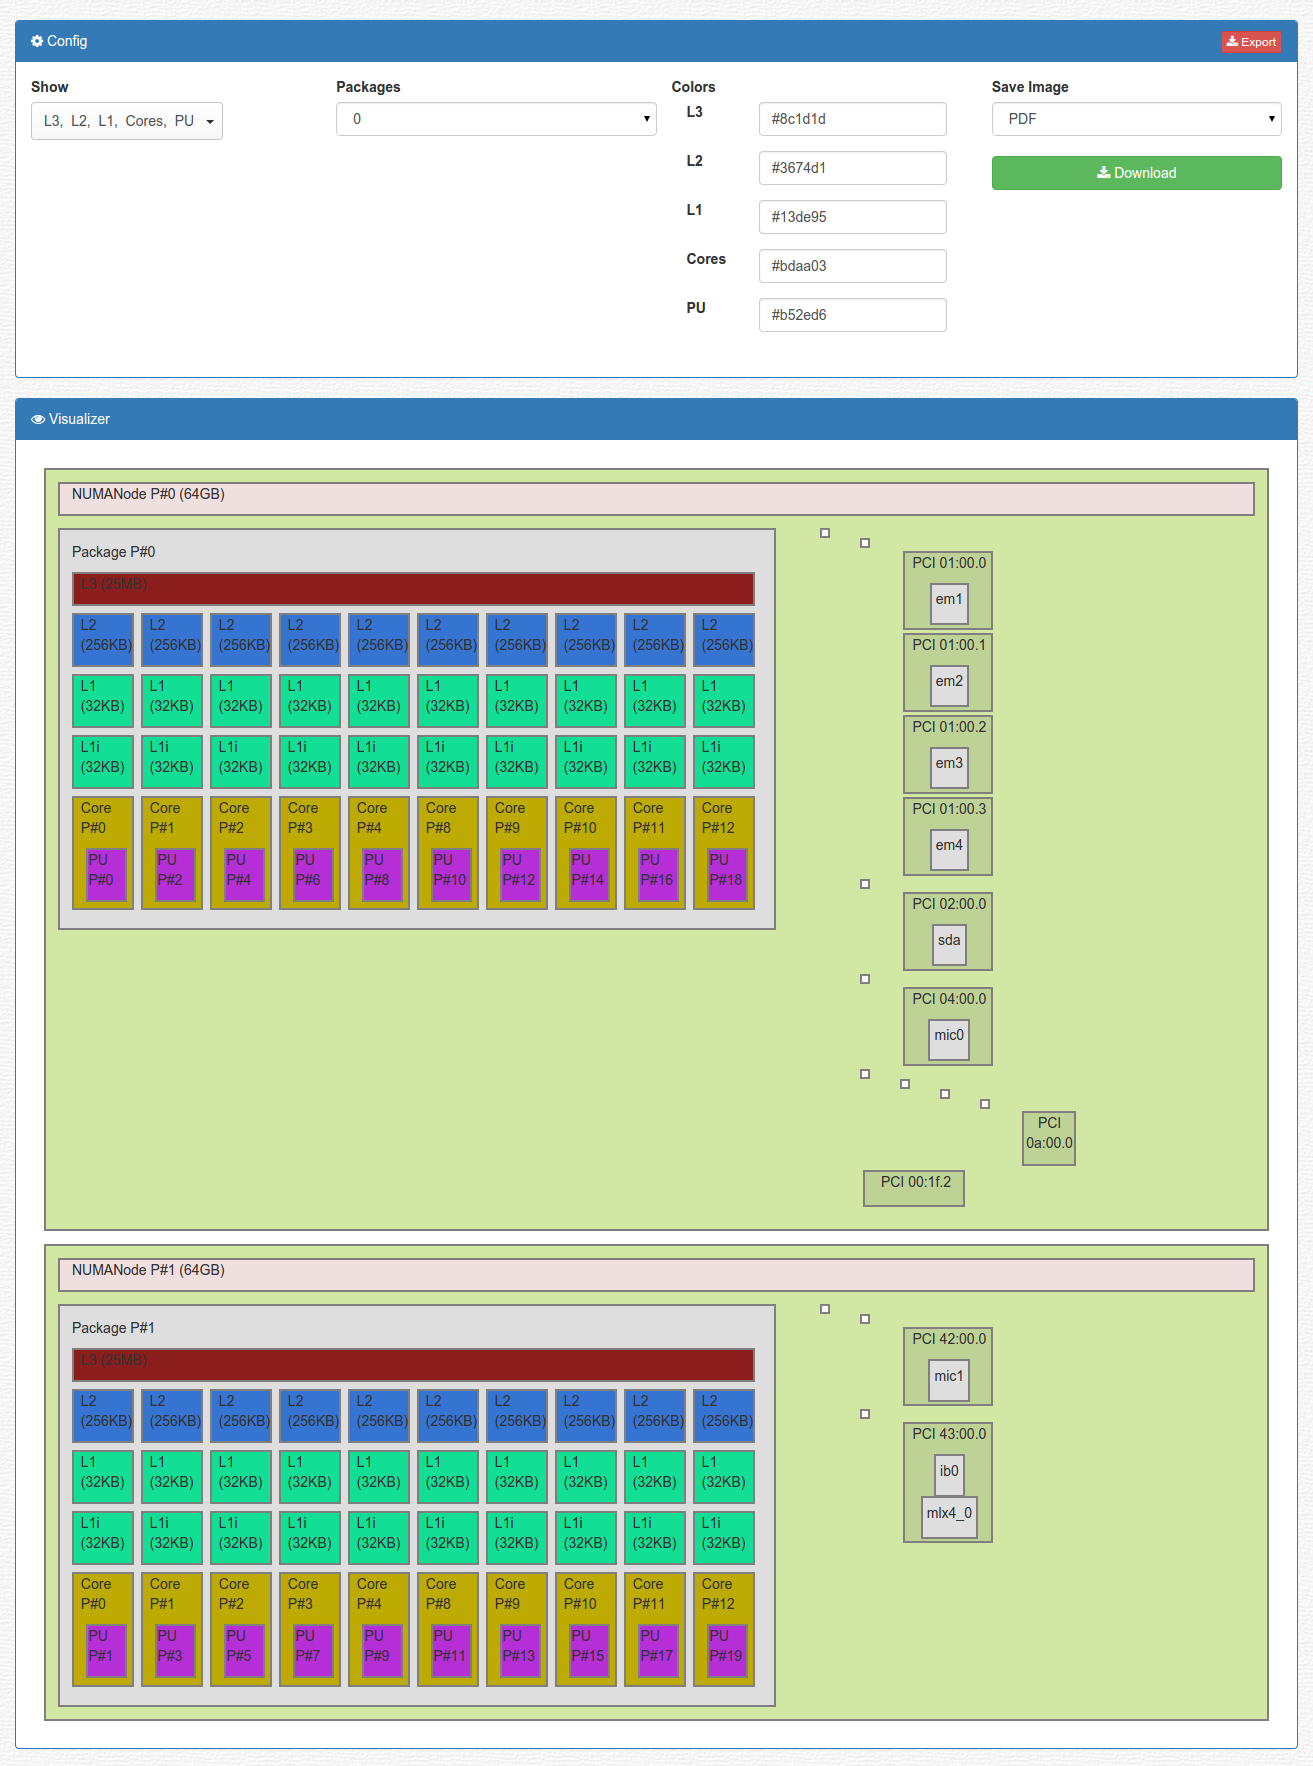 Config
Export
Show
Packages
Colors
Save Image
L3, L2, L1, Cores, PU
0
L3
#8c1d1d
PDF
L2
#3674d1
Download
L1
#13de95
Cores
#bdaa03
PU
#b52ed6
Visualizer
NUMANode P#0 (64GB)
Package P#0
L3 (25MB)
L2 L2 L2 L2 L2 L2 L2 L2 L2 L2
(256KB) (256KB) (256KB) (256KB) (256KB) (256KB) (256KB) (256KB) (256KB) (256KB)
L1 L1 L1 L1 L1 L1 L1 L1 L1 L1
(32KB) (32KB) (32KB) (32KB) (32KB) (32KB) (32KB) (32KB) (32KB) (32KB)
L1i L1i L1i L1i L1i L1i L1i L1i L1i L1i
(32KB) (32KB) (32KB) (32KB) (32KB) (32KB) (32KB) (32KB) (32KB) (32KB)
Core Core Core Core Core Core Core Core Core Core
P#0 P#1 P#2 P#3 P#4 P#8 P#9 P#10 P#11 P#12
PU PU PU PU PU PU PU PU PU PU
P#0 P#2 P#4 P#6 P#8 P#10 P#12 P#14 P#16 P#18
PCI 01:00.0
em1
PCI 01:00.1
em2
PCI 01:00.2
em3
PCI 01:00.3
em4
PCI 02:00.0
sda
PCI 04:00.0
mic0
PCI
0a:00.0
PCI 00:1f.2
NUMANode P#1 (64GB)
Package P#1
L3 (25MB)
L2 L2 L2 L2 L2 L2 L2 L2 L2 L2
(256KB) (256KB) (256KB) (256KB) (256KB) (256KB) (256KB) (256KB) (256KB) (256KB)
L1 L1 L1 L1 L1 L1 L1 L1 L1 L1
(32KB) (32KB) (32KB) (32KB) (32KB) (32KB) (32KB) (32KB) (32KB) (32KB)
L1i L1i L1i L1i L1i L1i L1i L1i L1i L1i
(32KB) (32KB) (32KB) (32KB) (32KB) (32KB) (32KB) (32KB) (32KB) (32KB)
Core Core Core Core Core Core Core Core Core Core
P#0 P#1 P#2 P#3 P#4 P#8 P#9 P#10 P#11 P#12
PU PU PU PU PU PU PU PU PU PU
P#1 P#3 P#5 P#7 P#9 P#11 P#13 P#15 P#17 P#19
PCI 42:00.0
mic1
PCI 43:00.0
ib0
mlx4_0